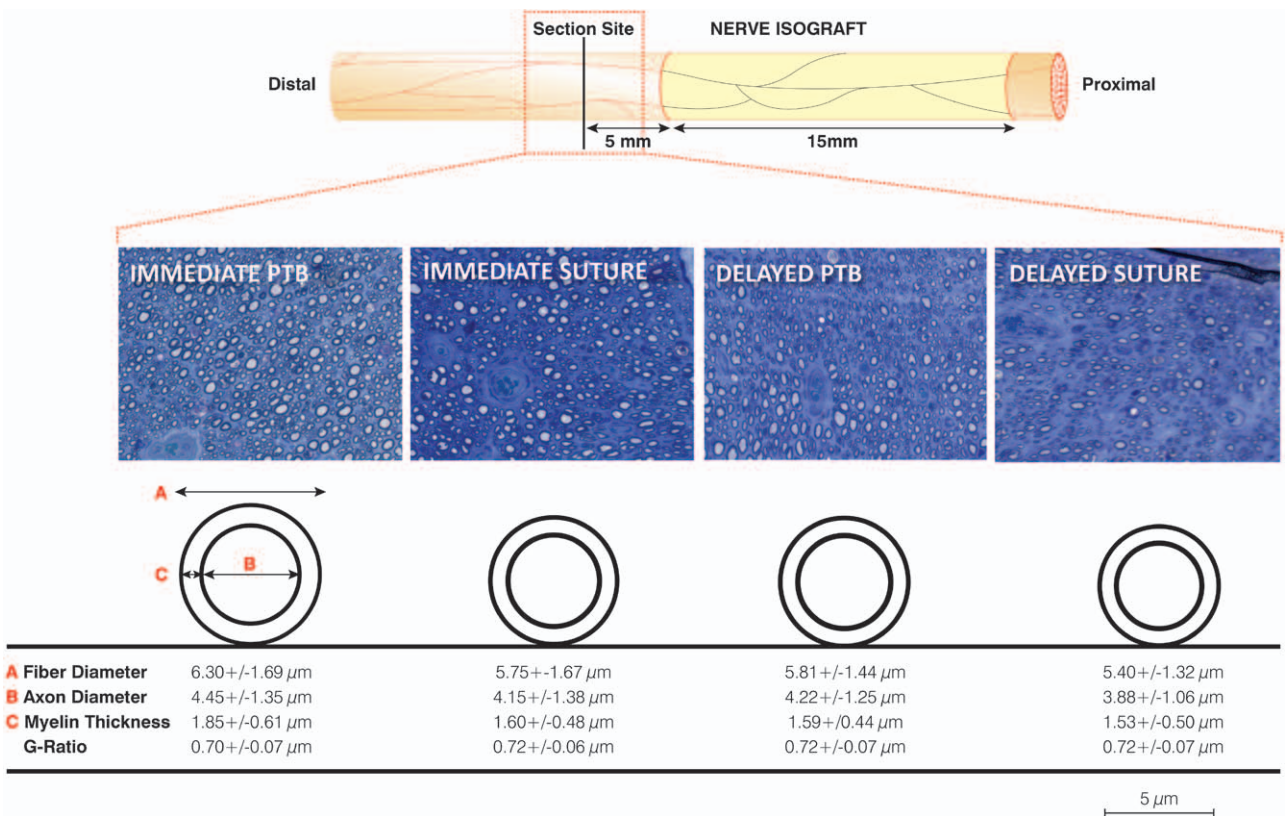 Section Site NERVE ISOGRAFT
Distal Proximal
5 mm 15mm
IMMEDIATE PTB IMMEDIATE SUTURE DELAYED PTB DELAYED SUTURE
A
B
C
A Fiber Diameter 6.30+/-1.69 μm 5.75+-1.67 μm 5.81+/-1.44 μm 5.40+/-1.32 μm
B Axon Diameter 4.45+/-1.35 μm 4.15+/-1.38 μm 4.22+/-1.25 μm 3.88+/-1.06 μm
C Myelin Thickness 1.85+/-0.61 μm 1.60+/-0.48 μm 1.59+/0.44 μm 1.53+/-0.50 μm
G-Ratio 0.70+/-0.07 μm 0.72+/-0.06 μm 0.72+/-0.07 μm 0.72+/-0.07 μm
5 μm